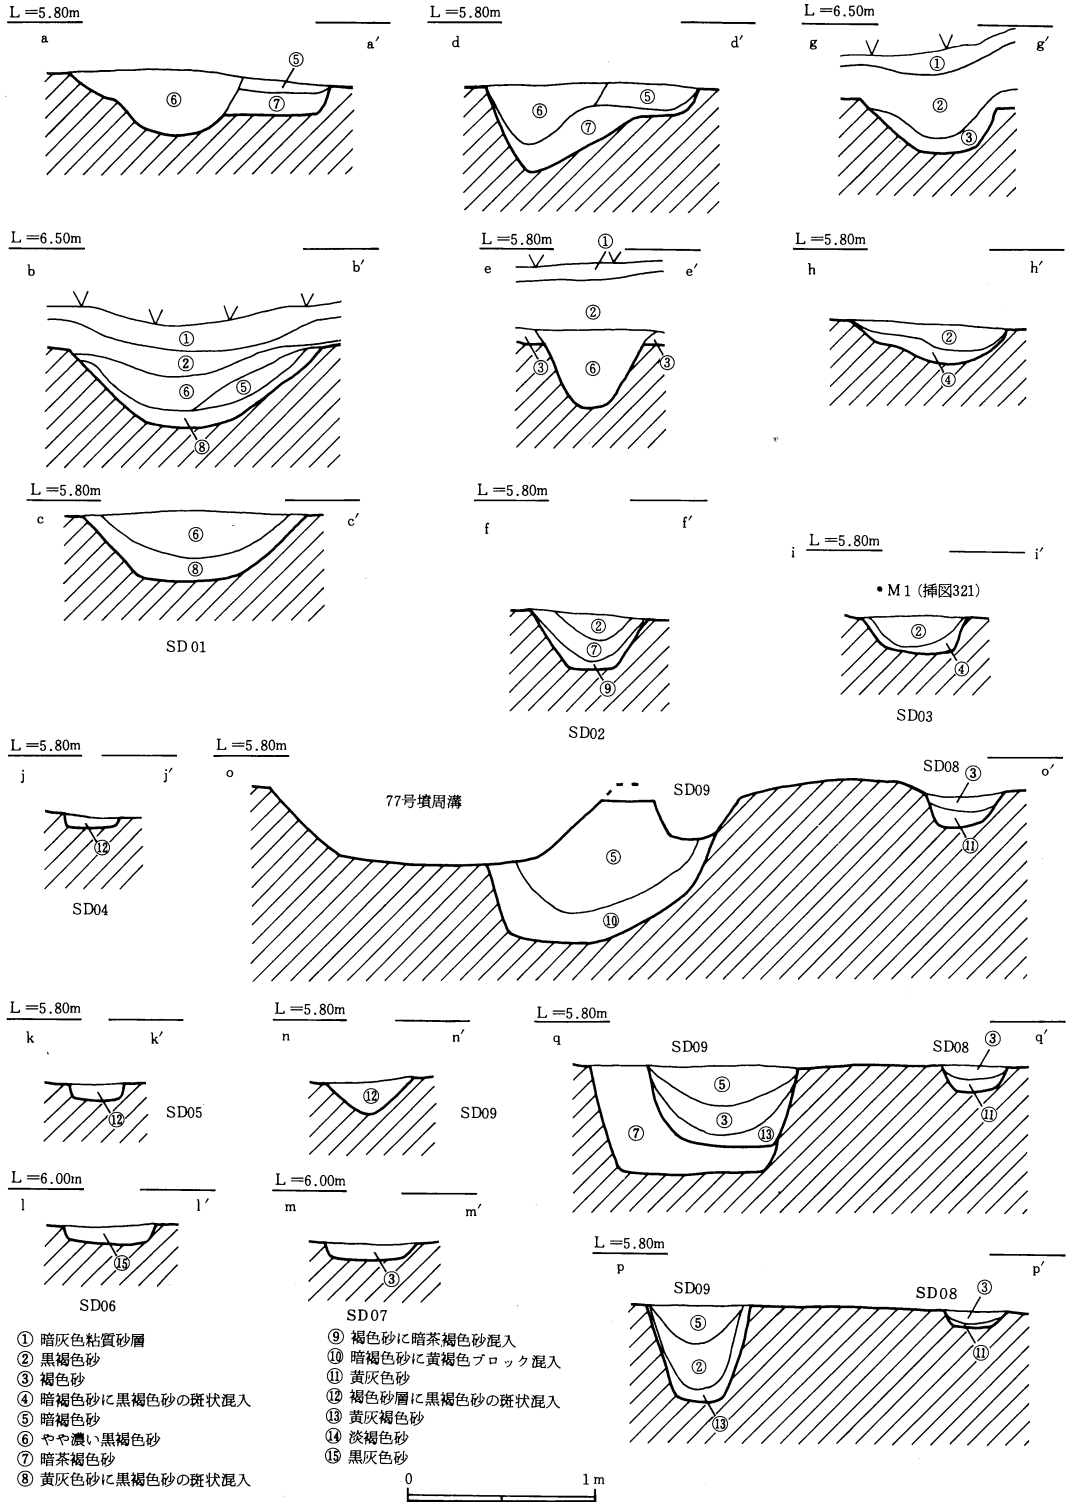 L＝5.80m
a a′
⑤
⑥
⑦
L＝5.80m
d d′
⑥
⑤
⑦
L＝6.50m
g g′
①
②
③
L＝6.50m
b b′
①
②
⑥ ⑤
⑧
L＝5.80m
①
e e′
②
③ ⑥ ③
L＝5.80m
h h′
②
④
L＝5.80m
c c′
⑥
⑧
SD01
L＝5.80m
f f′
②
⑦
⑨
SD02
L＝5.80m
i i′
• M1 (挿図321)
②
④
SD03
L＝5.80m
j j′
⑫
SD04
L＝5.80m
o o′
77号墳周溝
SD09
SD08 ③
⑤
⑩
⑪
L＝5.80m
k k′
⑫
SD05
L＝5.80m
n n′
⑫
SD09
L＝5.80m
q q′
SD09 SD08 ③
⑤
③
⑦ ⑬
⑪
L＝6.00m
l l′
⑮
SD06
L＝6.00m
m m′
③
SD07
L＝5.80m
p p′
SD09 SD08 ③
⑤
②
⑬
⑪
① 暗灰色粘質砂層
② 黒褐色砂
③ 褐色砂
④ 暗褐色砂に黒褐色砂の斑状混入
⑤ 暗褐色砂
⑥ やや濃い黒褐色砂
⑦ 暗茶褐色砂
⑧ 黄灰色砂に黒褐色砂の斑状混入
⑨ 褐色砂に暗茶褐色砂混入
⑩ 暗褐色砂に黄褐色ブロック混入
⑪ 黄灰色砂
⑫ 褐色砂層に黒褐色砂の斑状混入
⑬ 黄灰褐色砂
⑭ 淡褐色砂
⑮ 黒灰色砂
0 1m